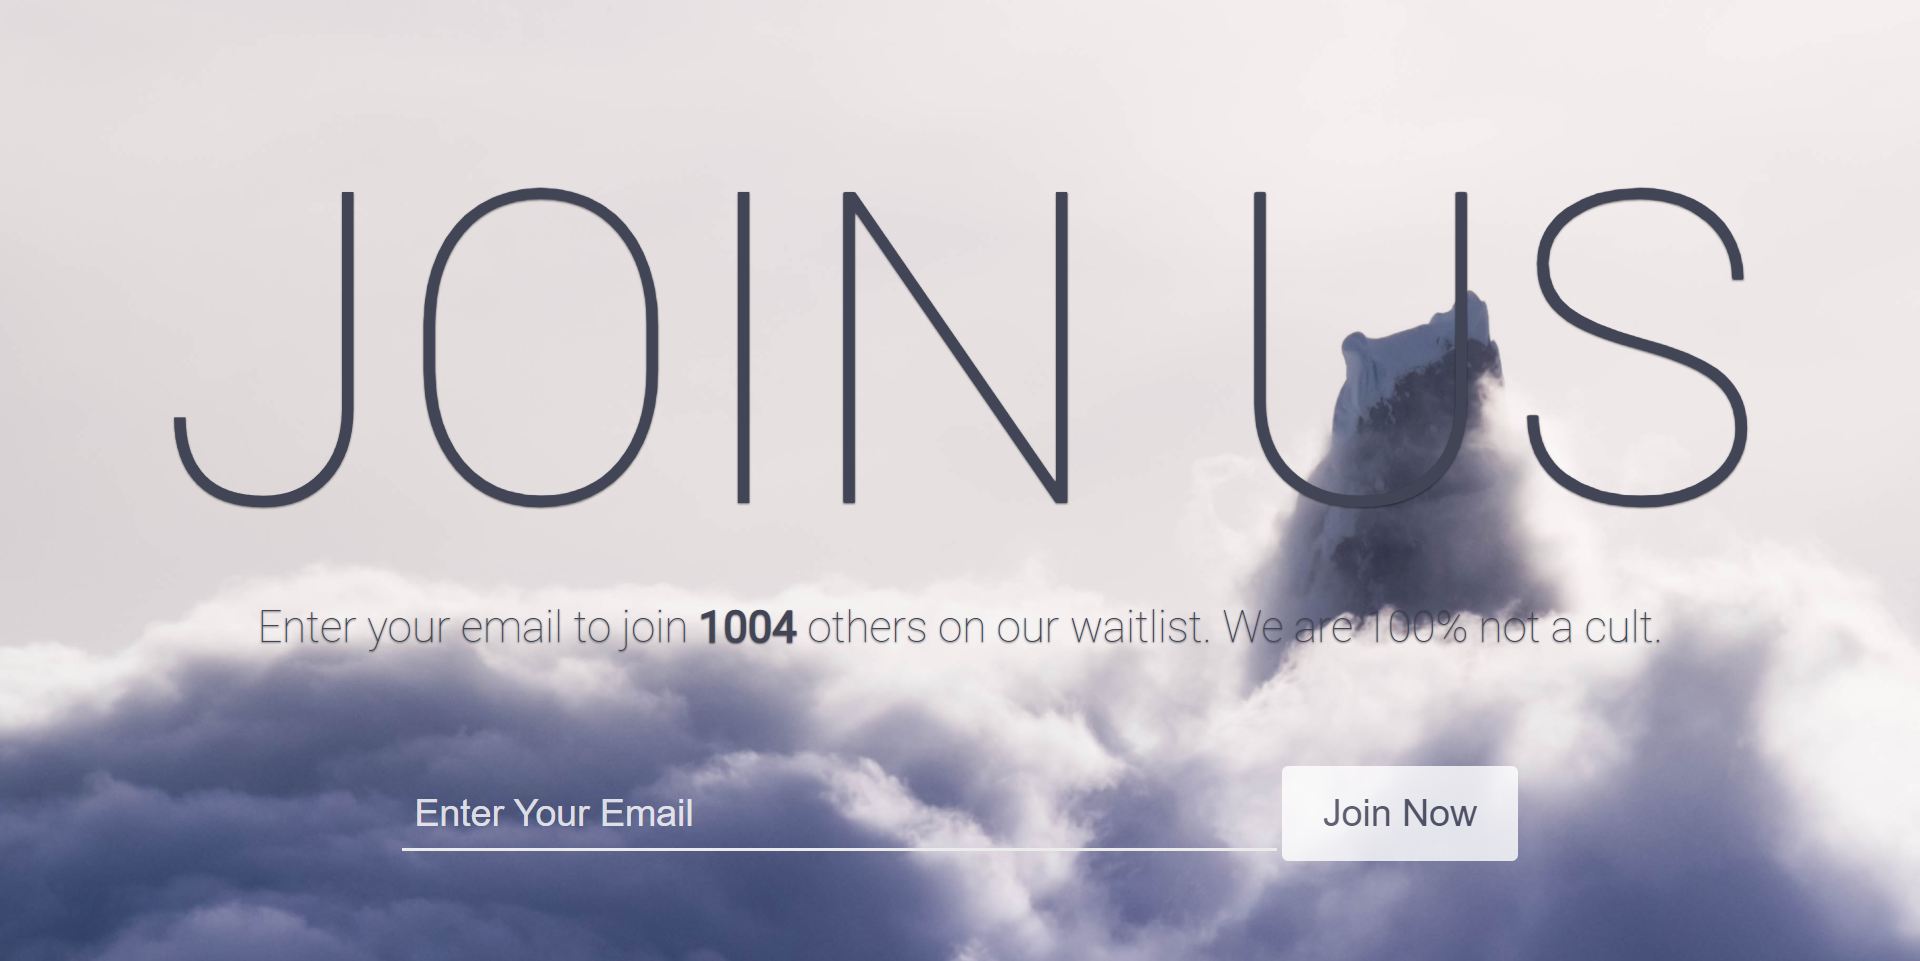 JOIN US
Enter your email to join 1004 others on our waitlist. We are 100% not a cult.
Enter Your Email
Join Now